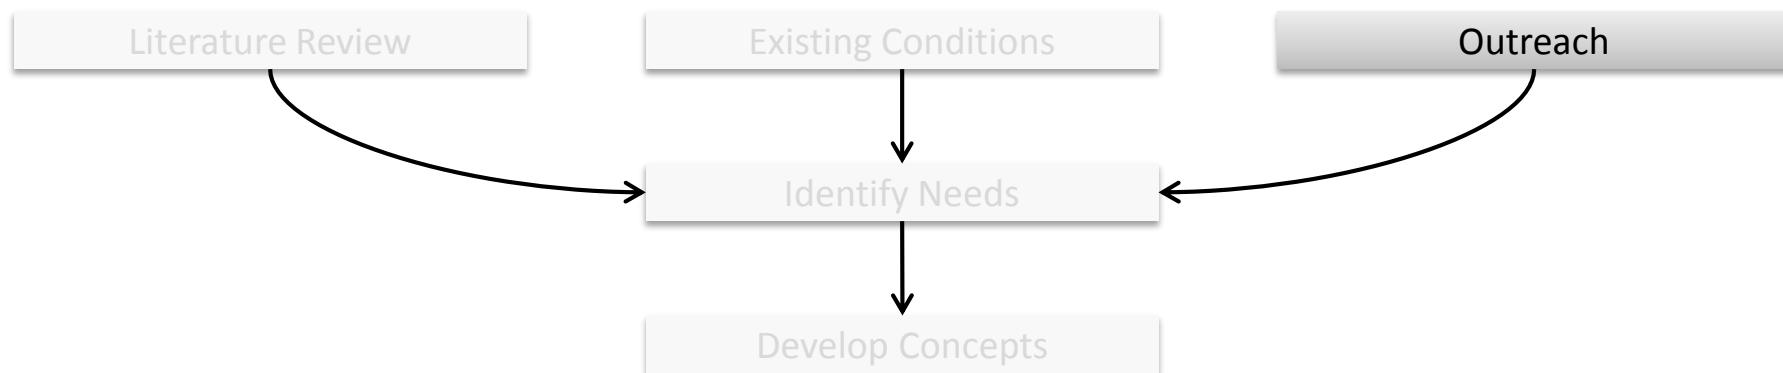 Literature Review
Existing Conditions
Outreach
Identify Needs
Develop Concepts